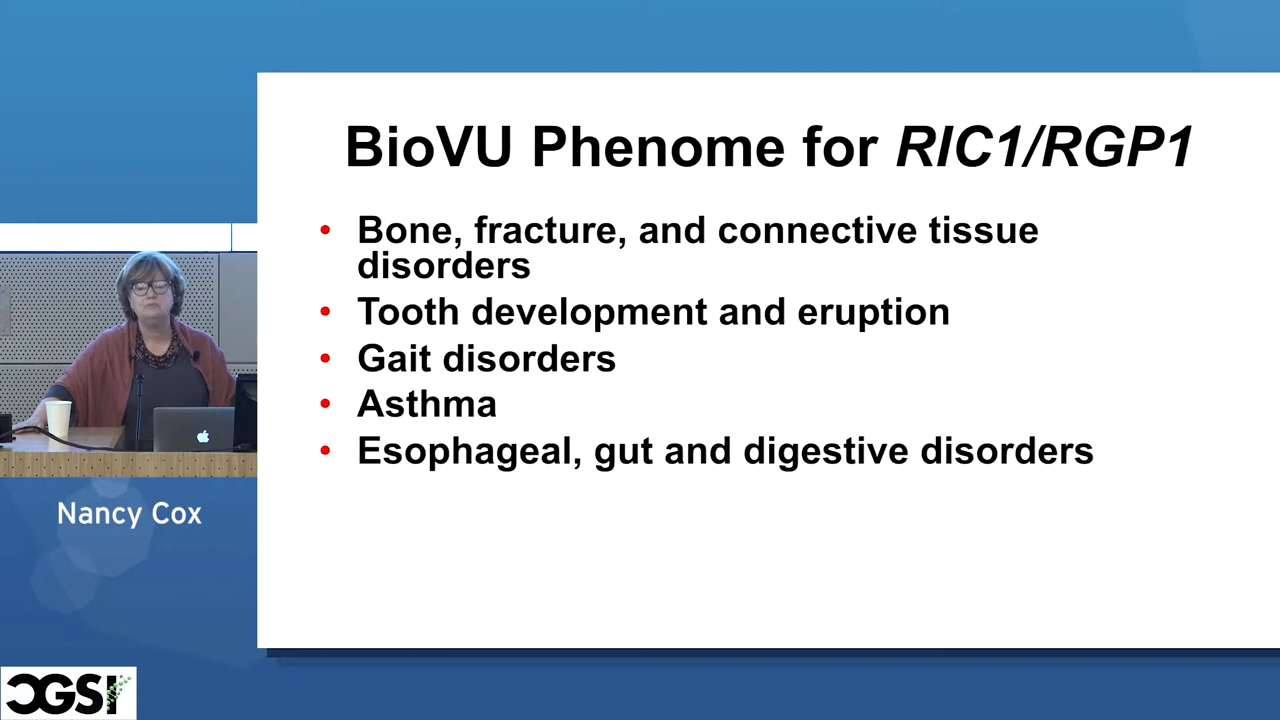 BioVU Phenome for RIC1/RGP1
• Bone, fracture, and connective tissue
disorders
• Tooth development and eruption
• Gait disorders
• Asthma
• Esophageal, gut and digestive disorders
Nancy Cox
CGSI